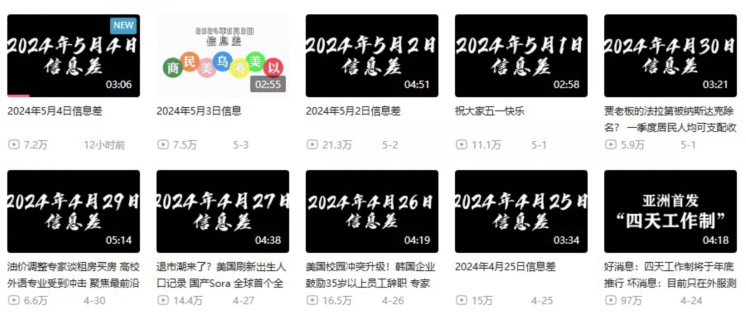 NEW
2024年5月4日
信息差
03:06
2024年5月4日信息差
7.2万
12小时前
2024年5月3日
信息差
商民美乌客美以
02:55
2024年5月3日信息
7.5万
5-3
2024年5月2日
信息差
04:51
2024年5月2日信息差
21.3万
5-2
2024年5月1日
信息差
02:58
祝大家五一快乐
11.1万
5-1
2024年4月30日
信息差
03:21
贾老板的法拉第被纳斯达克除
名? 一季度居民人均可支配收
5.9万
5-1
2024年4月29日
信息差
05:14
油价调整专家谈租房买房 高校
外语专业受到冲击 聚焦最前沿
6.6万
4-30
2024年4月27日
信息差
04:38
退市潮来了？美国刷新出生人
口记录 国产Sora 全球首个全
14.4万
4-27
2024年4月26日
信息差
04:19
美国校园冲突升级！韩国企业
鼓励35岁以上员工辞职 专家
16.5万
4-26
2024年4月25日
信息差
03:34
2024年4月25日信息差
15万
4-25
亚洲首发
“四天工作制”
04:18
好消息：四天工作制将于年底
推行 坏消息：目前只在外服测
97万
4-24